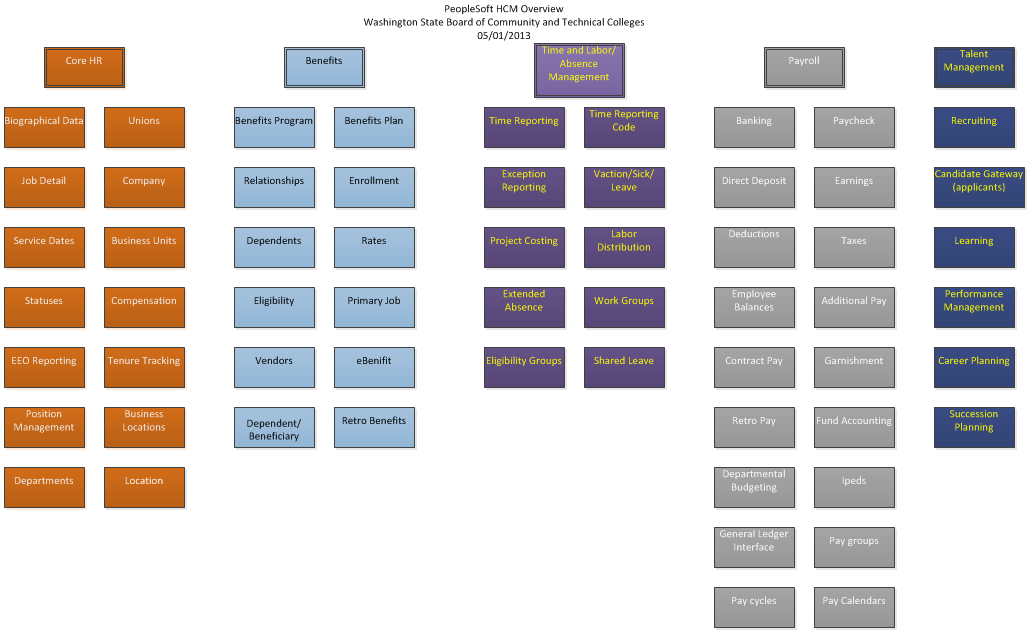 PeopleSoft HCM Overview
Washington State Board of Community and Technical Colleges
05/01/2013
Core HR
Biographical Data
Unions
Job Detail
Company
Service Dates
Business Units
Statuses
Compensation
EEO Reporting
Tenure Tracking
Position
Management
Business
Locations
Departments
Location
Benefits
Benefits Program
Benefits Plan
Relationships
Enrollment
Dependents
Rates
Eligibility
Primary Job
Vendors
eBenifit
Dependent/
Beneficiary
Retro Benefits
Time and Labor/
Absence
Management
Time Reporting
Time Reporting
Code
Exception
Reporting
Vaction/Sick/
Leave
Project Costing
Labor
Distribution
Extended
Absence
Work Groups
Eligibility Groups
Shared Leave
Payroll
Banking
Paycheck
Direct Deposit
Earnings
Deductions
Taxes
Employee
Balances
Additional Pay
Contract Pay
Garnishment
Retro Pay
Fund Accounting
Departmental
Budgeting
Ipeds
General Ledger
Interface
Pay groups
Pay cycles
Pay Calendars
Talent
Management
Recruiting
Candidate Gateway
(applicants)
Learning
Performance
Management
Career Planning
Succession
Planning